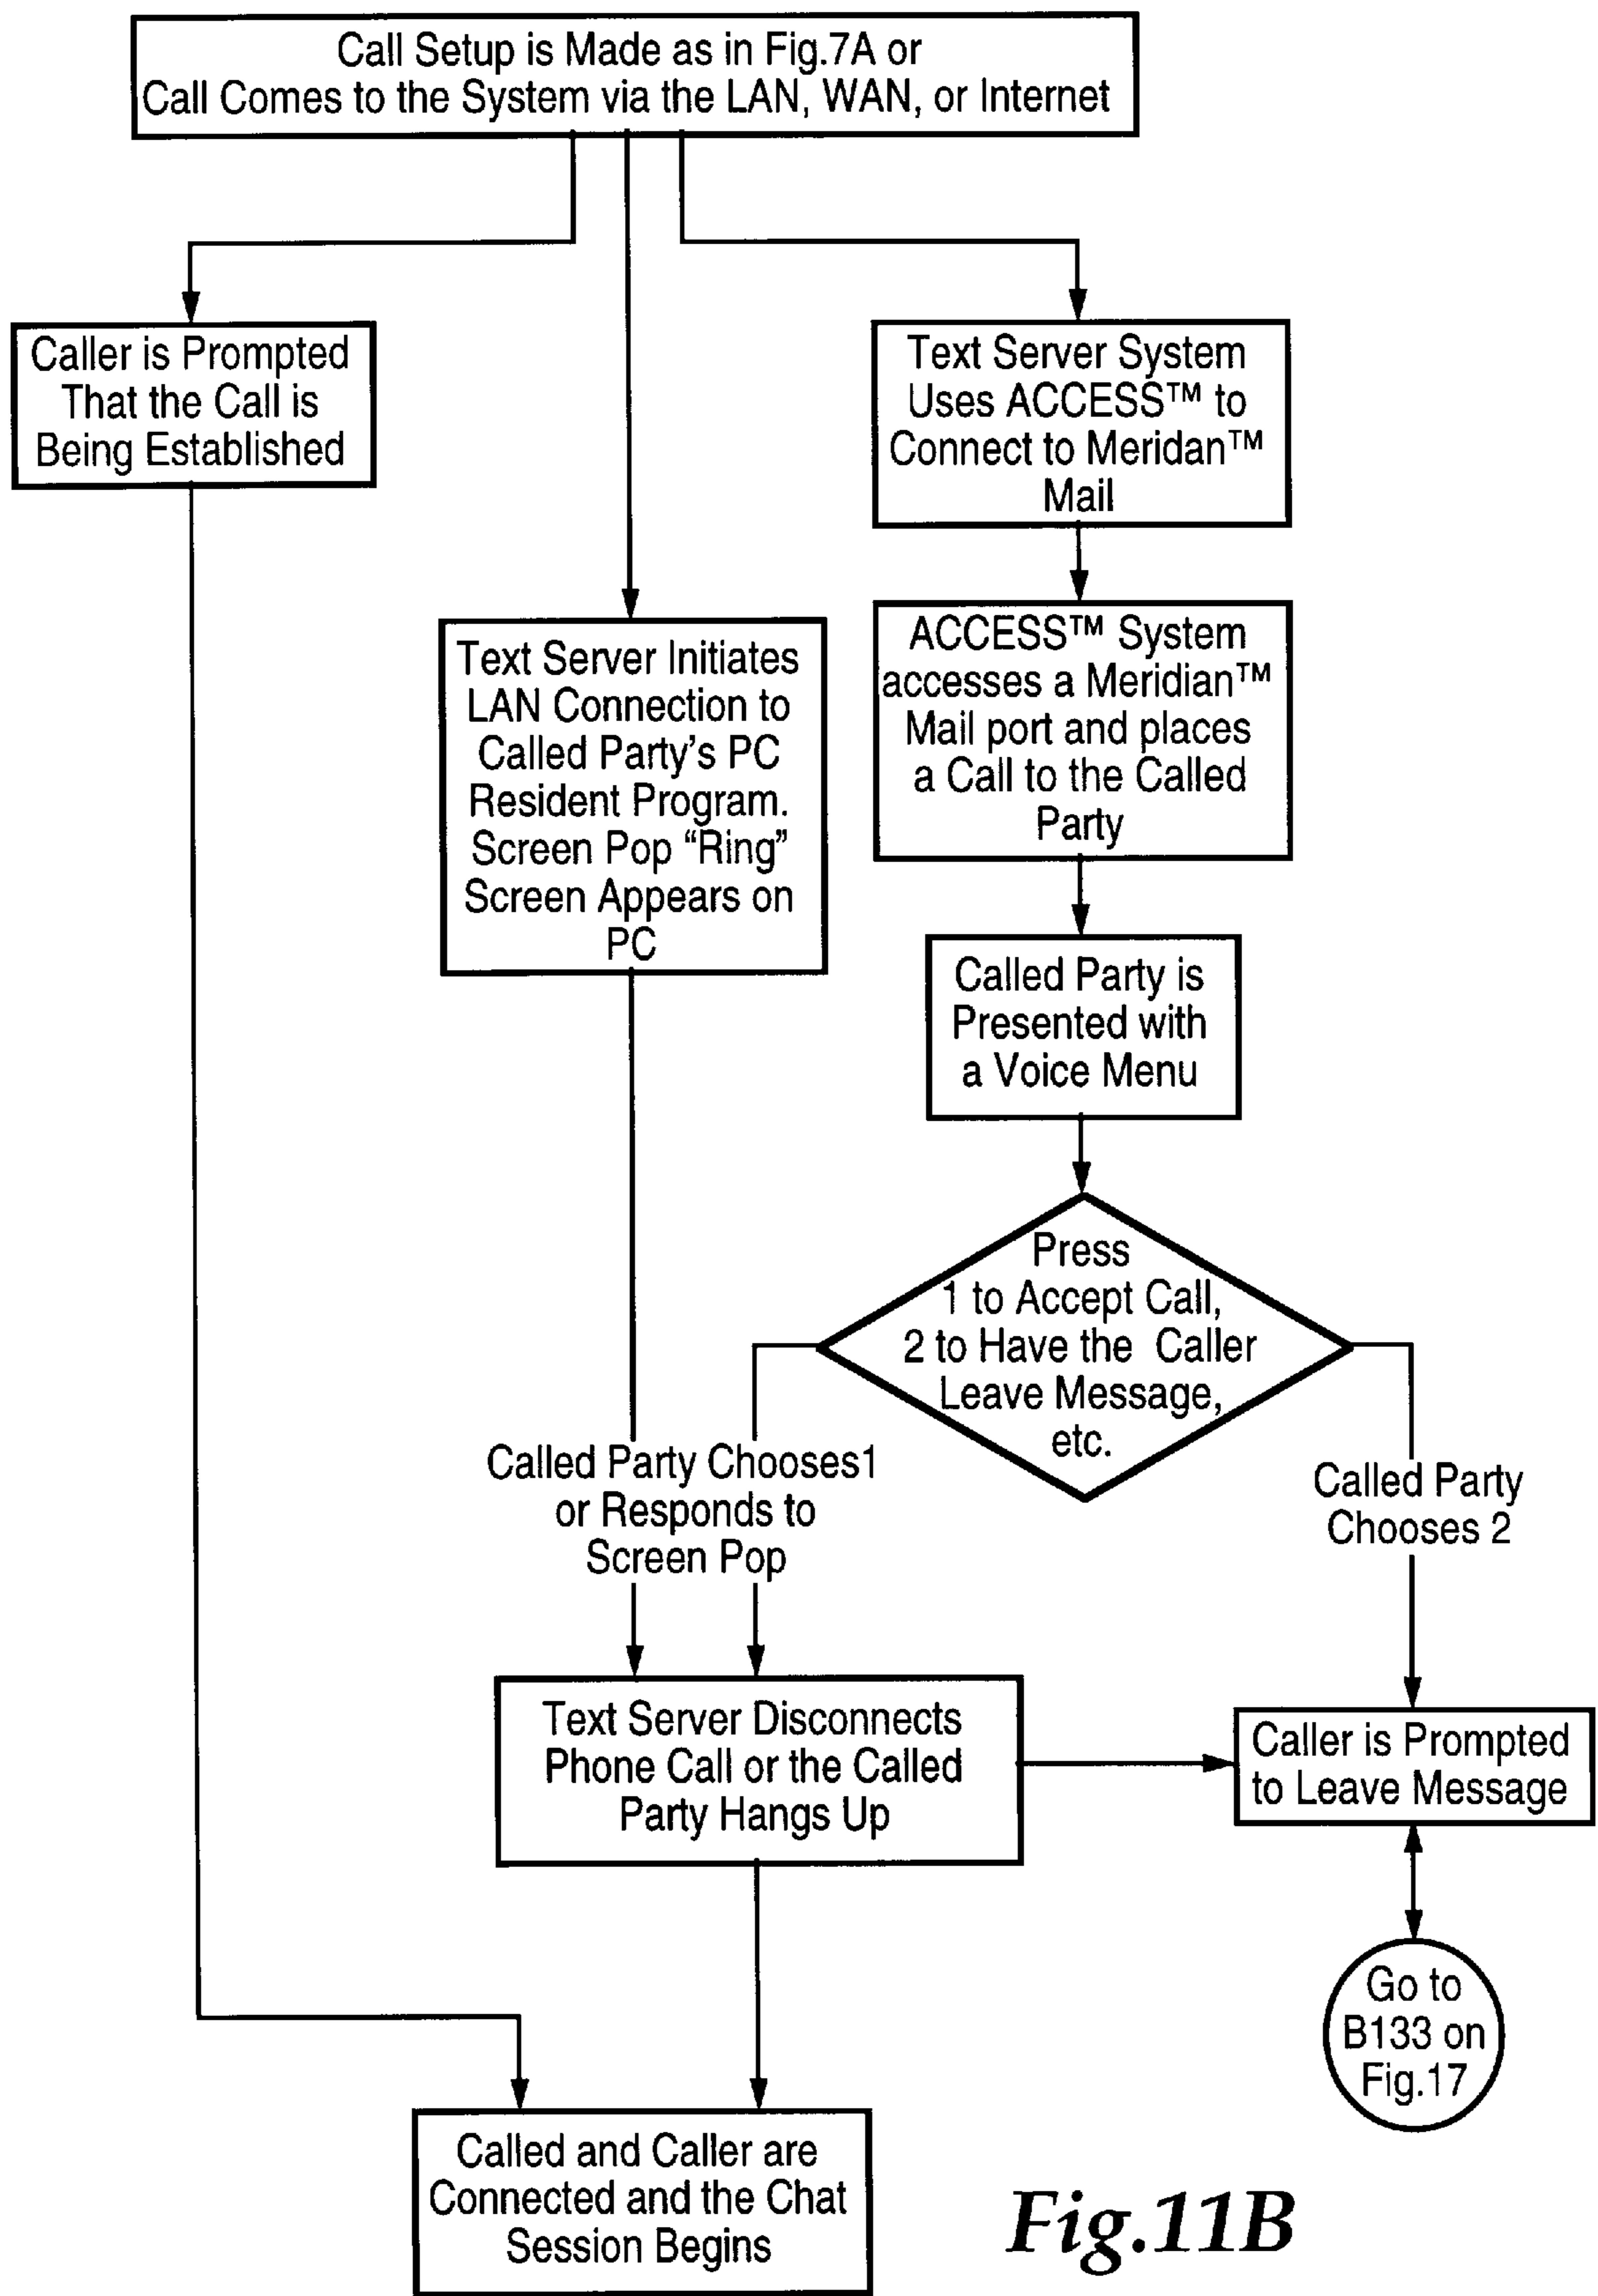 Call Setup is Made as in Fig.7A or
Call Comes to the System via the LAN, WAN, or Internet
Caller is Prompted
That the Call is
Being Established
Text Server System
Uses ACCESS™ to
Connect to Meridan™
Mail
Text Server Initiates
LAN Connection to
Called Party's PC
Resident Program.
Screen Pop “Ring”
Screen Appears on
PC
ACCESS™ System
accesses a Meridian™
Mail port and places
a Call to the Called
Party
Called Party is
Presented with
a Voice Menu
Press
1 to Accept Call,
2 to Have the Caller
Leave Message,
etc.
Called Party Chooses1
or Responds to
Screen Pop
Called Party
Chooses 2
Text Server Disconnects
Phone Call or the Called
Party Hangs Up
Caller is Prompted
to Leave Message
Go to
B133 on
Fig.17
Called and Caller are
Connected and the Chat
Session Begins
Fig.11B